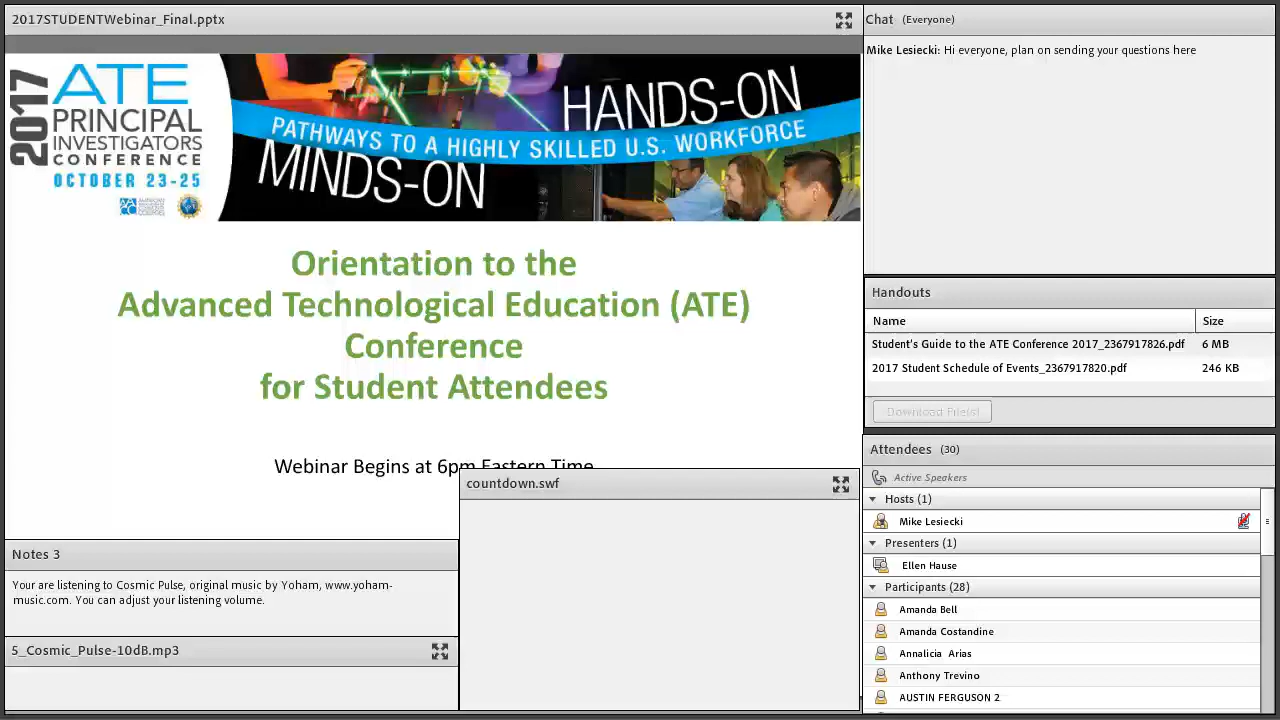 2017STUDENTWebinar_Final.pptx
2017
ATE
PRINCIPAL
INVESTIGATORS
CONFERENCE
OCTOBER 23-25
HANDS-ON
PATHWAYS TO A HIGHLY SKILLED U.S. WORKFORCE
MINDS-ON
Orientation to the
Advanced Technological Education (ATE)
Conference
for Student Attendees
Webinar Begins at 6pm Eastern Time
countdown.swf
Notes 3
Your are listening to Cosmic Pulse, original music by Yoham, www.yoham-
music.com. You can adjust your listening volume.
5_Cosmic_Pulse-10dB.mp3
Chat (Everyone)
Mike Lesiecki: Hi everyone, plan on sending your questions here
Handouts
Name Size
Student's Guide to the ATE Conference 2017_2367917826.pdf 6 MB
2017 Student Schedule of Events_2367917820.pdf 246 KB
Download File(s)
Attendees (30)
Active Speakers
Hosts (1)
Mike Lesiecki
Presenters (1)
Ellen Hause
Participants (28)
Amanda Bell
Amanda Costandine
Annalicia Arias
Anthony Trevino
AUSTIN FERGUSON 2